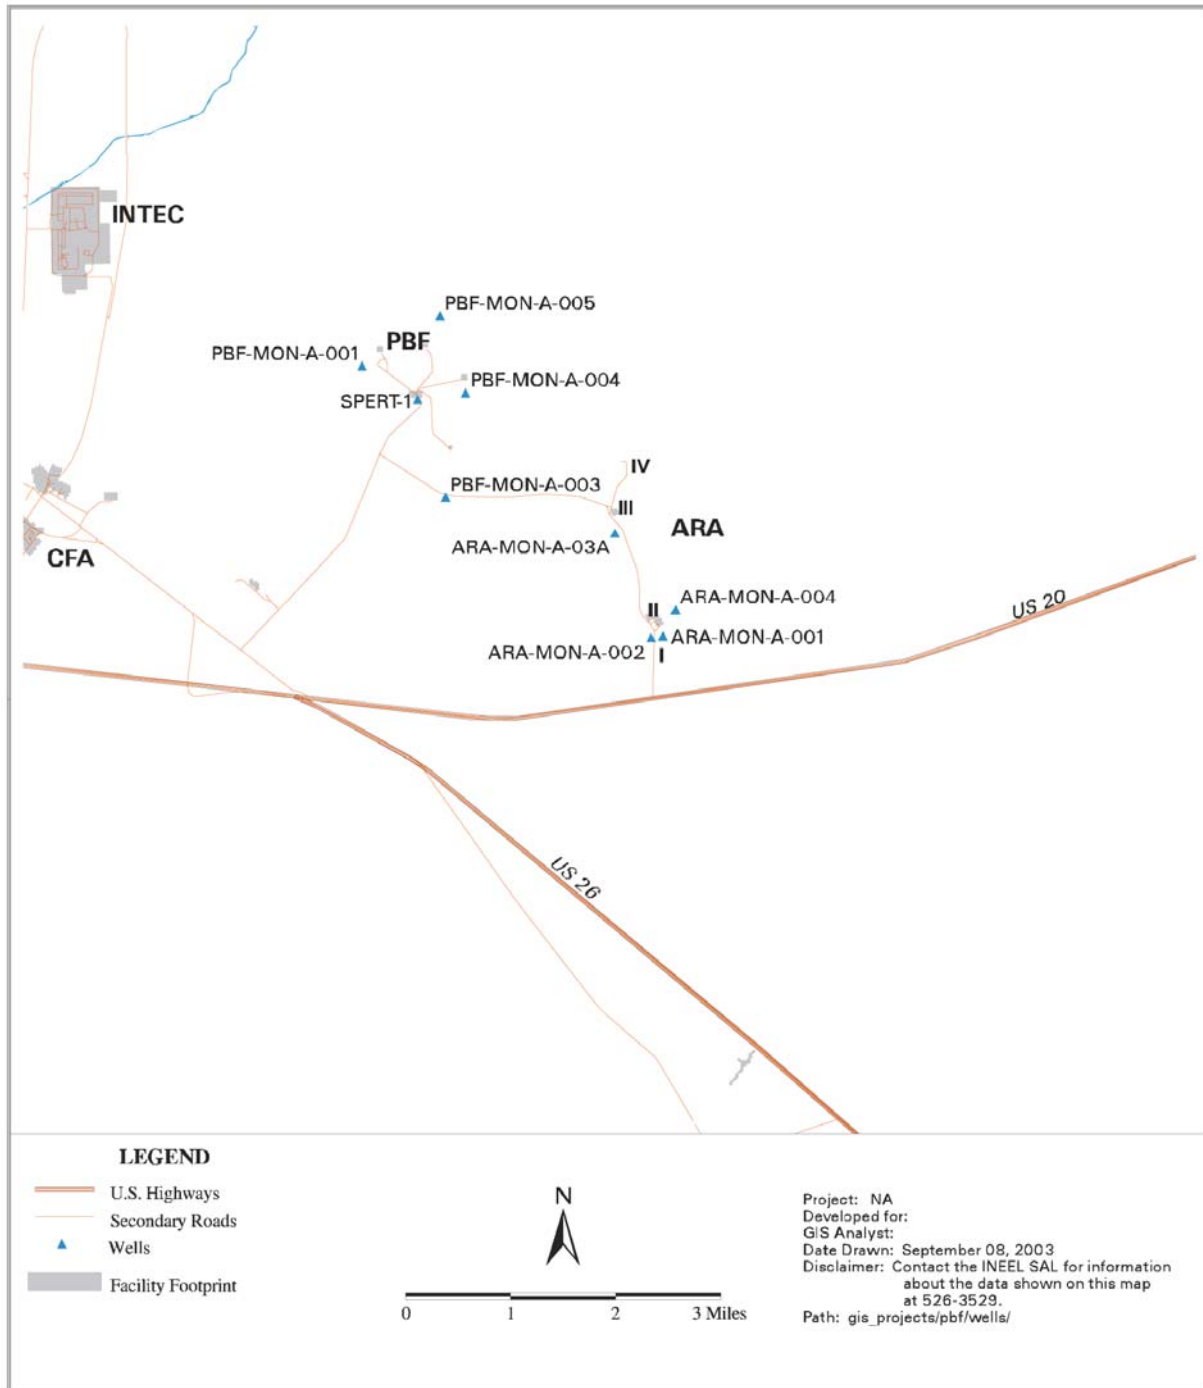 INTEC
PBF-MON-A-005
PBF
PBF-MON-A-001
PBF-MON-A-004
SPERT-1
IV
PBF-MON-A-003
III
ARA
ARA-MON-A-03A
CFA
ARA-MON-A-004
II
US 20
ARA-MON-A-001
ARA-MON-A-002
I
US 26
LEGEND
U.S. Highways
Secondary Roads
Wells
Facility Footprint
N
0 1 2 3 Miles
Project: NA
Developed for:
GIS Analyst:
Date Drawn: September 08, 2003
Disclaimer: Contact the INEEL SAL for information
about the data shown on this map
at 526-3529.
Path: gis_projects/pbf/wells/